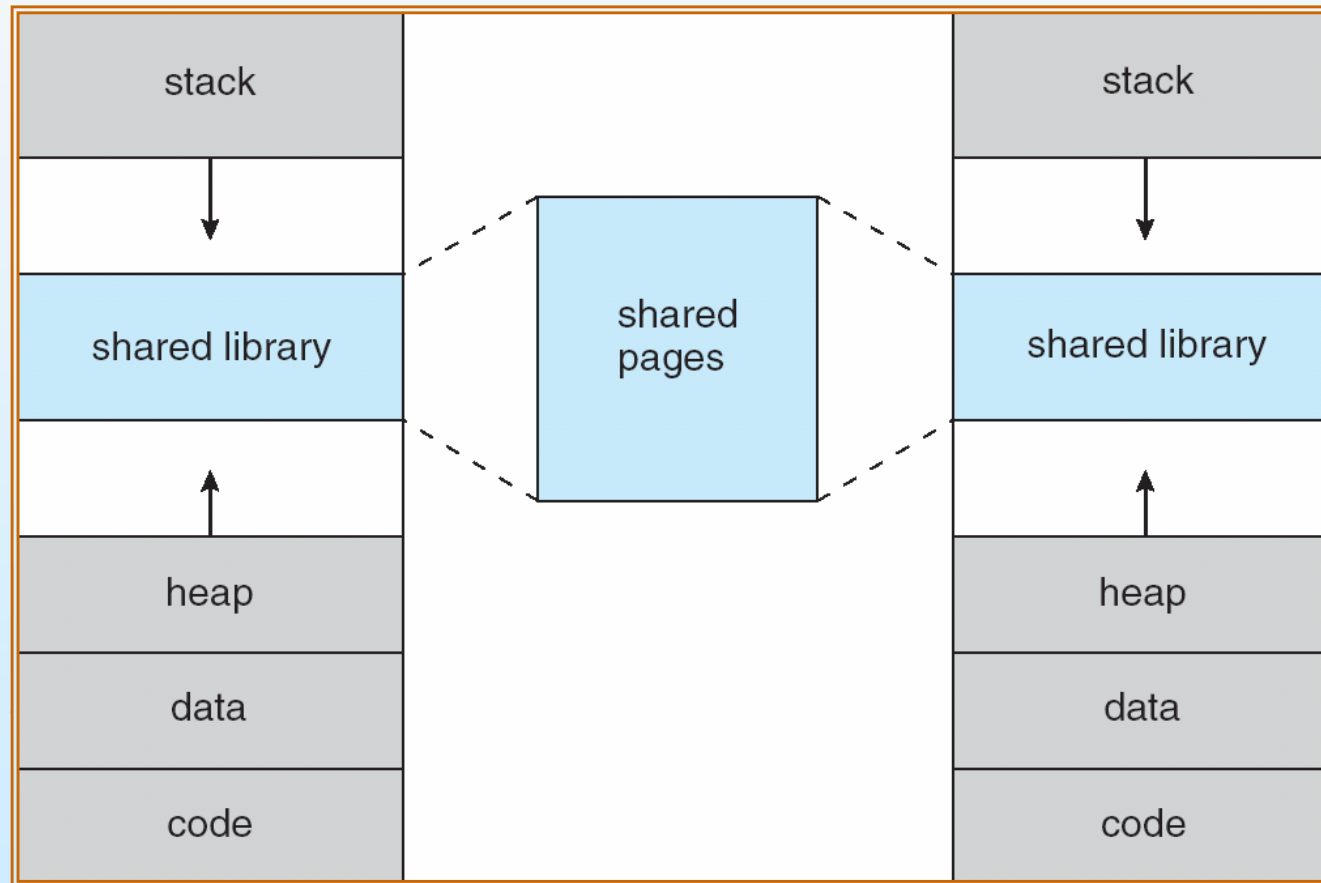 stack
shared library
heap
data
code
shared
pages
stack
shared library
heap
data
code